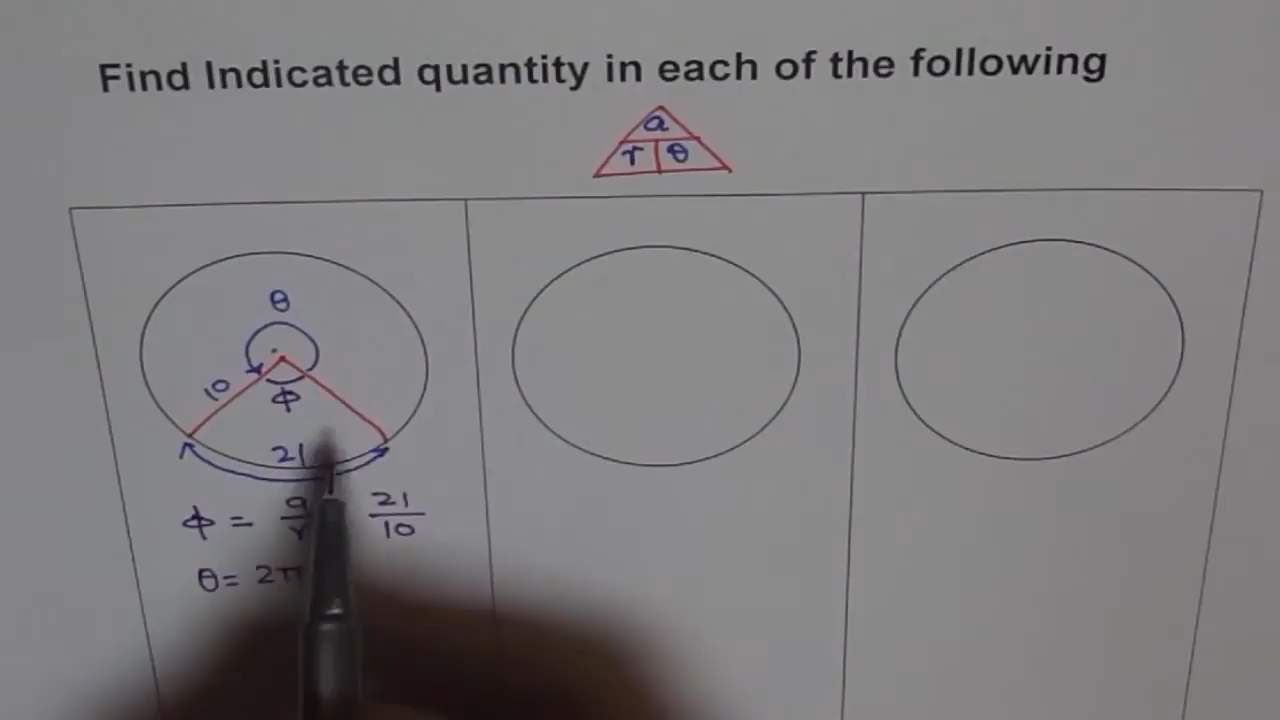 Find Indicated quantity in each of the following
a
r θ
θ
10
ϕ
21
ϕ = a 21
10
θ = 2π